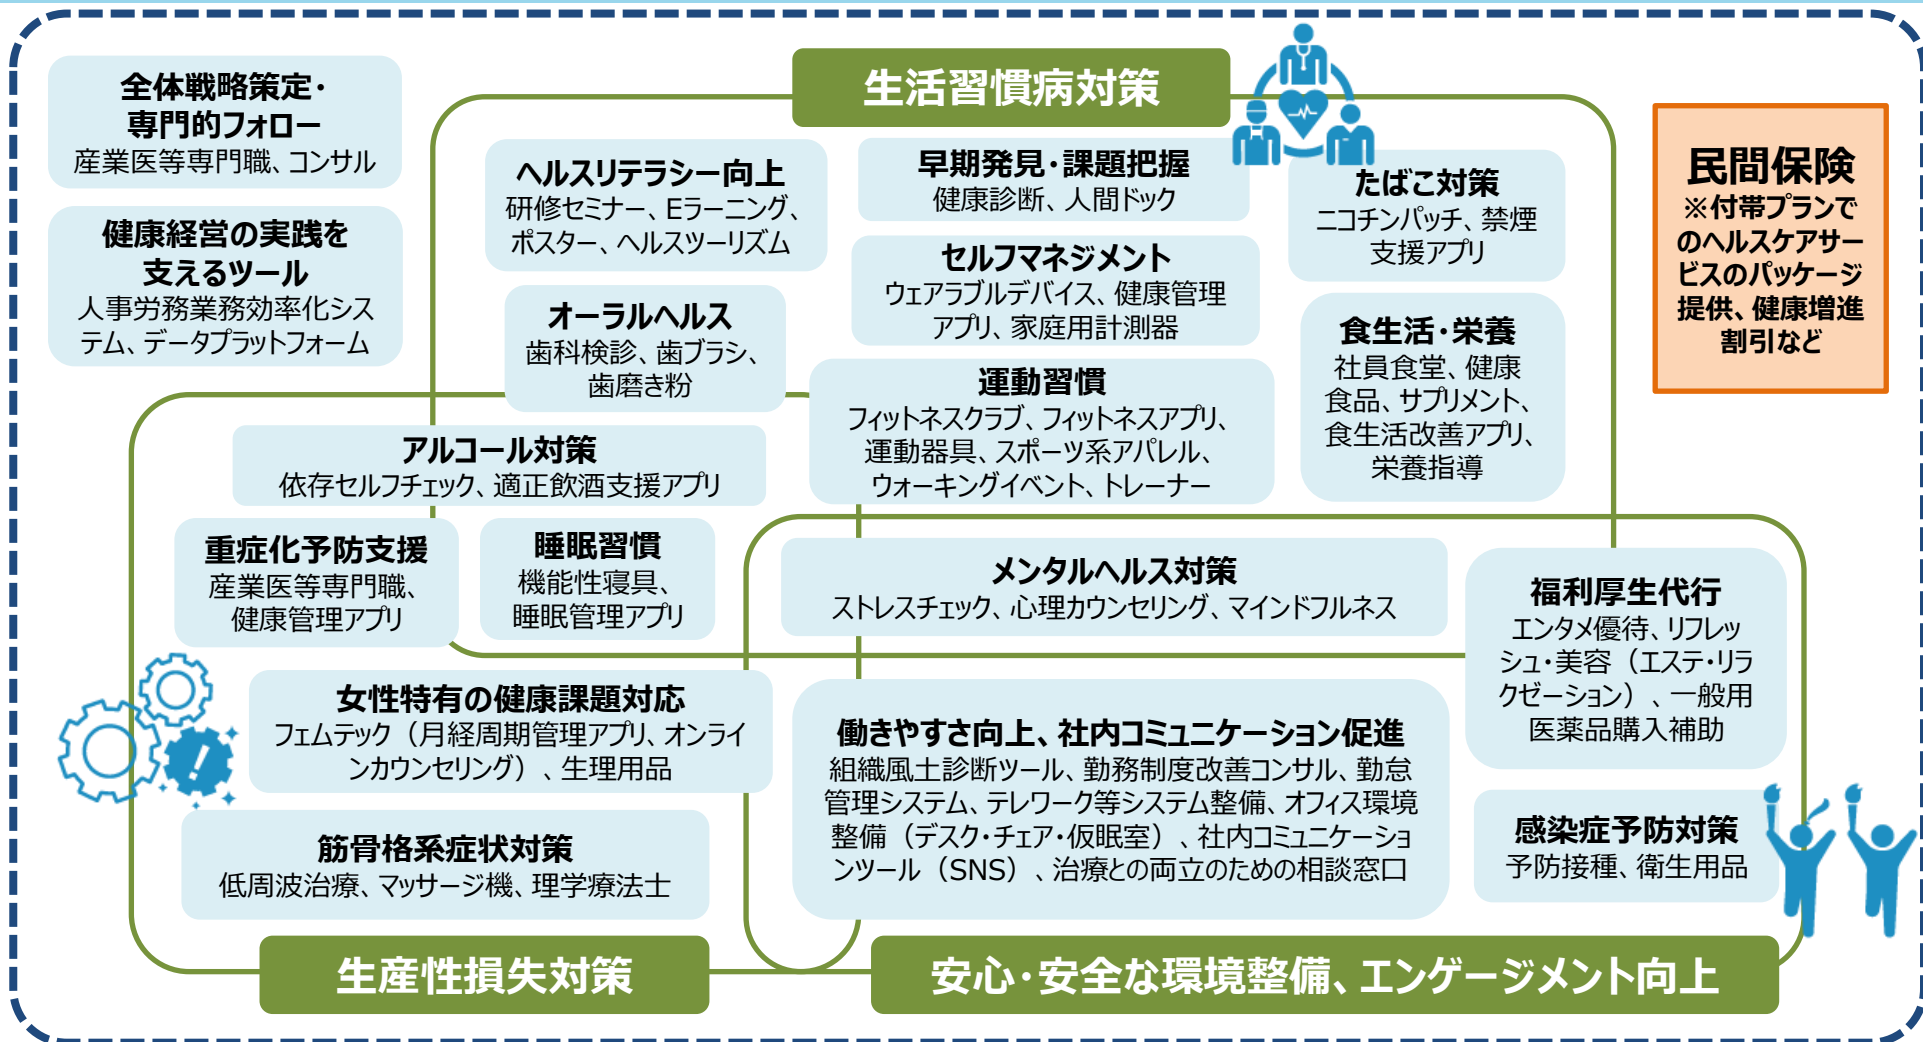 全体戦略策定・
専門的フォロー
産業医等専門職、コンサル
健康経営の実践を
支えるツール
人事労務業務効率化シス
テム、データプラットフォーム
生活習慣病対策
ヘルスリテラシー向上
研修セミナー、Eラーニング、
ポスター、ヘルスツーリズム
早期発見・課題把握
健康診断、人間ドック
たばこ対策
ニコチンパッチ、禁煙
支援アプリ
セルフマネジメント
ウェアラブルデバイス、健康管理
アプリ、家庭用計測器
オーラルヘルス
歯科検診、歯ブラシ、
歯磨き粉
食生活・栄養
社員食堂、健康
食品、サプリメント、
食生活改善アプリ、
栄養指導
運動習慣
フィットネスクラブ、フィットネスアプリ、
運動器具、スポーツ系アパレル、
ウォーキングイベント、トレーナー
民間保険
※付帯プランで
のヘルスケアサー
ビスのパッケージ
提供、健康増進
割引など
アルコール対策
依存セルフチェック、適正飲酒支援アプリ
重症化予防支援
産業医等専門職、
健康管理アプリ
睡眠習慣
機能性寝具、
睡眠管理アプリ
メンタルヘルス対策
ストレスチェック、心理カウンセリング、マインドフルネス
福利厚生代行
エンタメ優待、リフレッ
シュ・美容（エステ・リラ
クゼーション）、一般用
医薬品購入補助
女性特有の健康課題対応
フェムテック（月経周期管理アプリ、オンライ
ンカウンセリング）、生理用品
働きやすさ向上、社内コミュニケーション促進
組織風土診断ツール、勤務制度改善コンサル、勤怠
管理システム、テレワーク等システム整備、オフィス環境
整備（デスク・チェア・仮眠室）、社内コミュニケーショ
ンツール（SNS）、治療との両立のための相談窓口
感染症予防対策
予防接種、衛生用品
筋骨格系症状対策
低周波治療、マッサージ機、理学療法士
生産性損失対策
安心・安全な環境整備、エンゲージメント向上